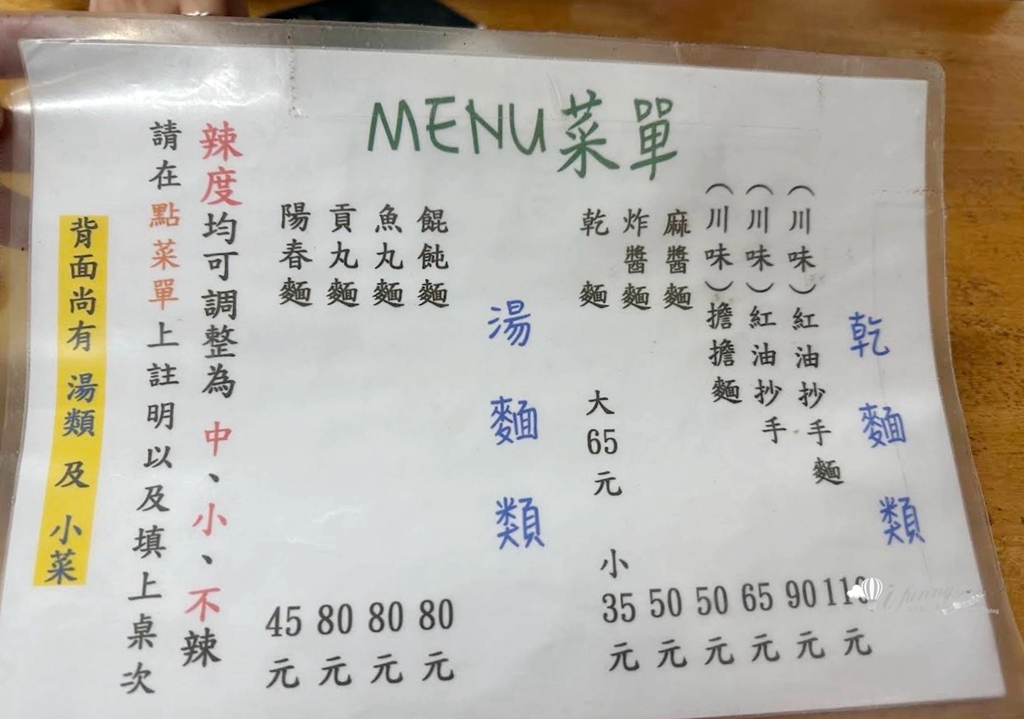 MENU菜單
乾麵類
（川味）紅油抄手麵 110元
（川味）紅油抄手 90元
（川味）擔擔麵 65元
麻醬麵 50元
炸醬麵 50元
乾麵 大65元 小35元
湯麵類
餛飩麵 80元
魚丸麵 80元
貢丸麵 80元
陽春麵 45元
辣度均可調整為 中、小、不辣
請在點菜單上註明以及填上桌次
背面尚有 湯類 及 小菜